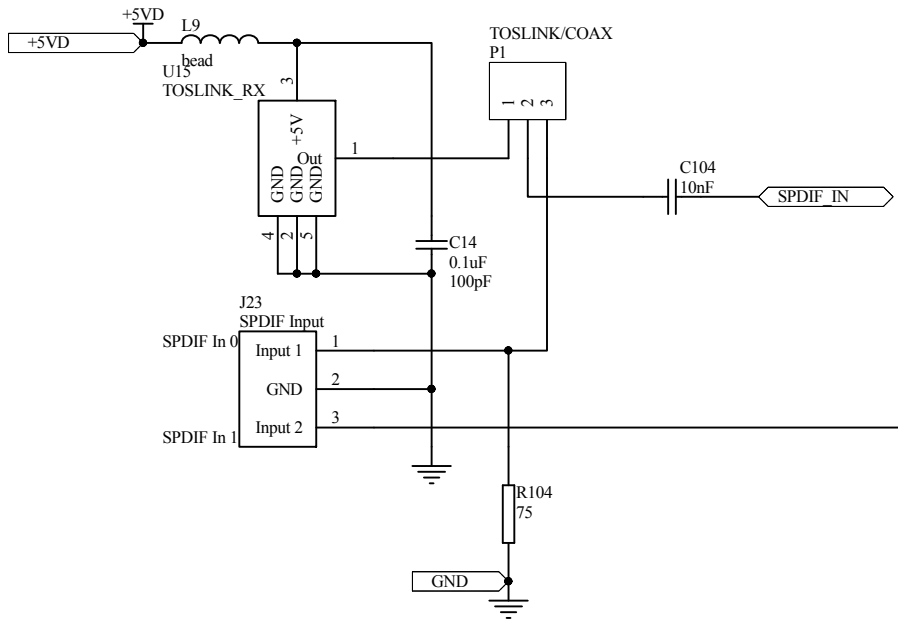 +5VD
+5VD
L9
bead
U15
TOSLINK_RX
3
+5V
Out
1
GND
GND
GND
4
2
5
TOSLINK/COAX
P1
1
2
3
C104
10nF
SPDIF_IN
C14
0.1uF
100pF
J23
SPDIF Input
SPDIF In 0
Input 1
1
GND
2
Input 2
3
SPDIF In 1
R104
75
GND